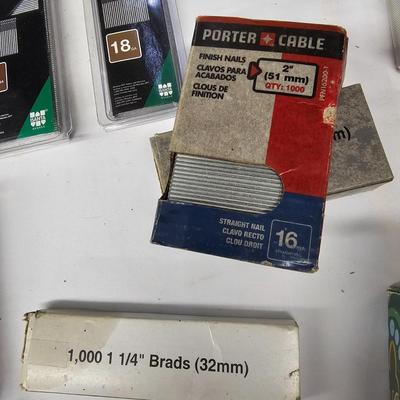 18GA
PORTER+CABLE
FINISH NAILS
CLAVOS PARA
ACABADOS
CLOUS DE
FINITION
2"
(51 mm)
QTY: 1000
STRAIGHT NAIL
CLAVO RECTO
CLOU DROIT
16
1,000 1 1/4" Brads (32mm)